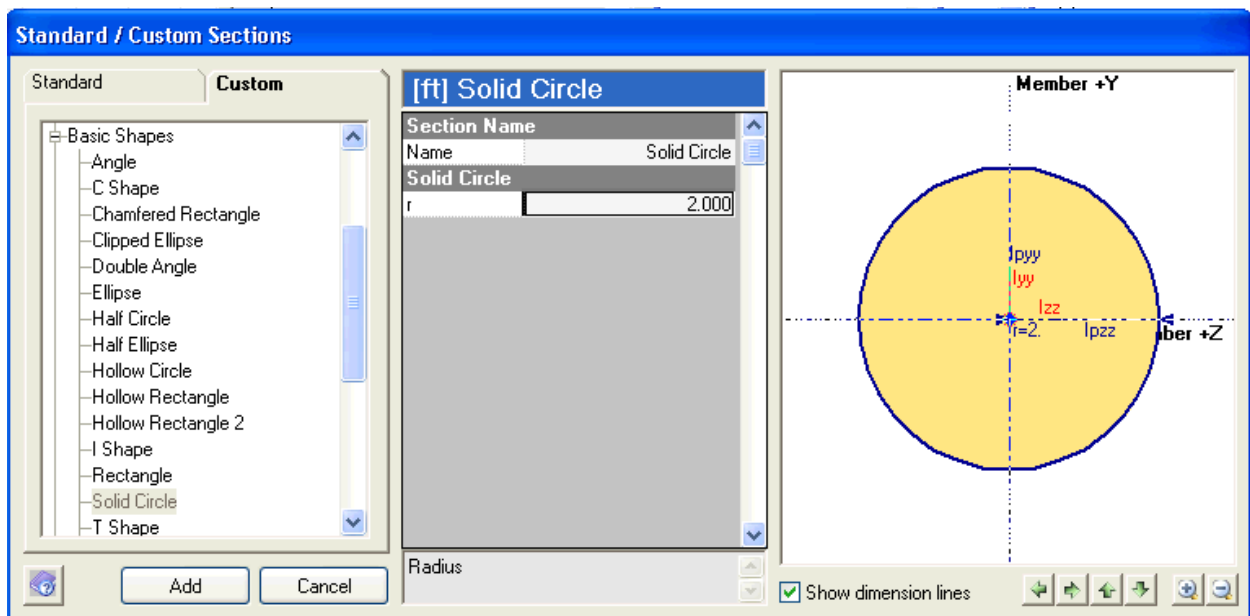 Standard / Custom Sections
Standard
Custom
Basic Shapes
Angle
C Shape
Chamfered Rectangle
Clipped Ellipse
Double Angle
Ellipse
Half Circle
Half Ellipse
Hollow Circle
Hollow Rectangle
Hollow Rectangle 2
I Shape
Rectangle
Solid Circle
T Shape
Add
Cancel
[ft] Solid Circle
Section Name
Name Solid Circle
Solid Circle
r 2.000
Radius
Member +Y
Ipyy
Iyy
Izz
r=2. Ipzz
ber +Z
Show dimension lines